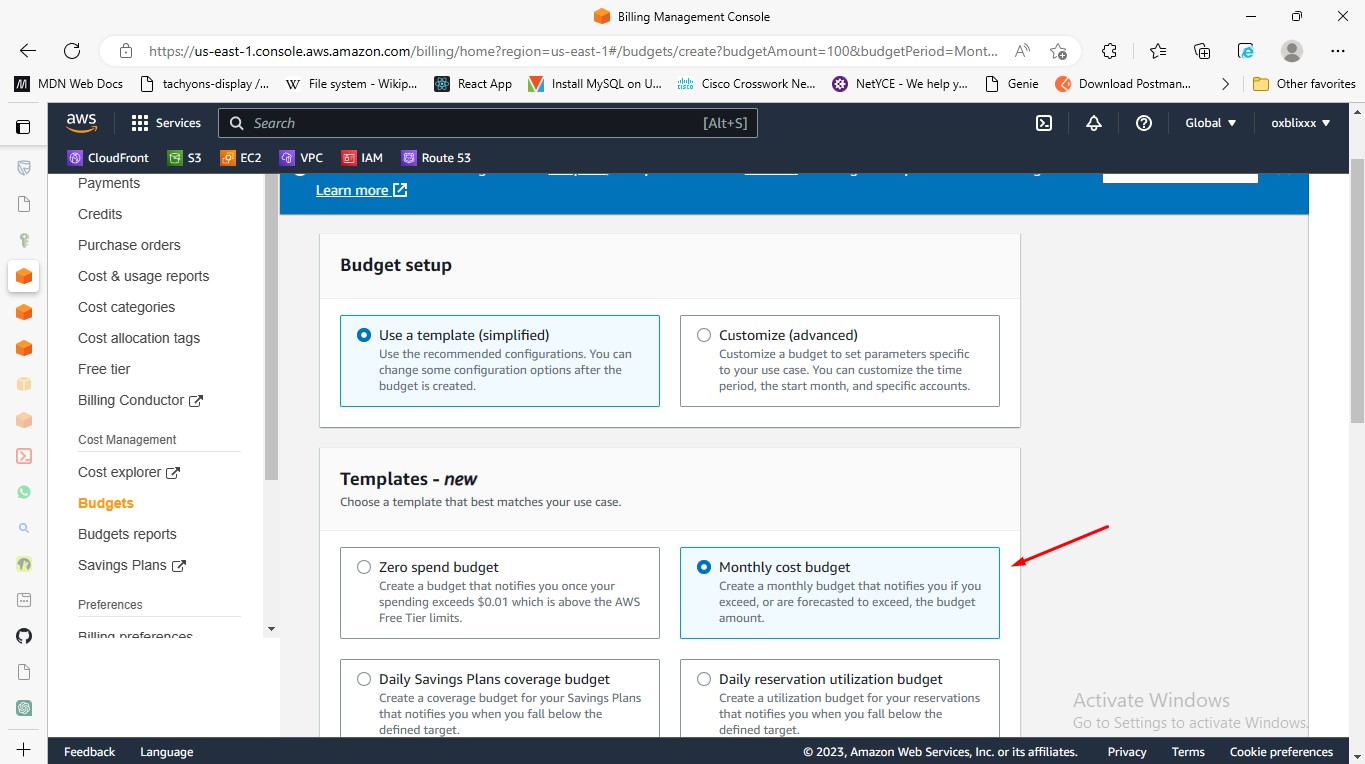 Billing Management Console
https://us-east-1.console.aws.amazon.com/billing/home?region=us-east-1#/budgets/create?budgetAmount=100&budgetPeriod=Mont...
MDN Web Docs
tachyons-display /...
File system - Wikip...
React App
Install MySQL on U...
Cisco Crosswork Ne...
NetYCE - We help y...
Genie
Download Postman...
Other favorites
aws
Services
Search
[Alt+S]
Global
oxblixxx
CloudFront
S3
EC2
VPC
IAM
Route 53
Payments
Credits
Purchase orders
Cost & usage reports
Cost categories
Cost allocation tags
Free tier
Billing Conductor
Cost Management
Cost explorer
Budgets
Budgets reports
Savings Plans
Preferences
Billing preferences
Learn more
Budget setup
Use a template (simplified)
Use the recommended configurations. You can
change some configuration options after the
budget is created.
Customize (advanced)
Customize a budget to set parameters specific
to your use case. You can customize the time
period, the start month, and specific accounts.
Templates - new
Choose a template that best matches your use case.
Zero spend budget
Create a budget that notifies you once your
spending exceeds $0.01 which is above the AWS
Free Tier limits.
Monthly cost budget
Create a monthly budget that notifies you if you
exceed, or are forecasted to exceed, the budget
amount.
Daily Savings Plans coverage budget
Create a coverage budget for your Savings Plans
that notifies you when you fall below the
defined target.
Daily reservation utilization budget
Create a utilization budget for your reservations
that notifies you when you fall below the
defined target.
Activate Windows
Go to Settings to activate Windows.
Feedback
Language
© 2023, Amazon Web Services, Inc. or its affiliates.
Privacy
Terms
Cookie preferences